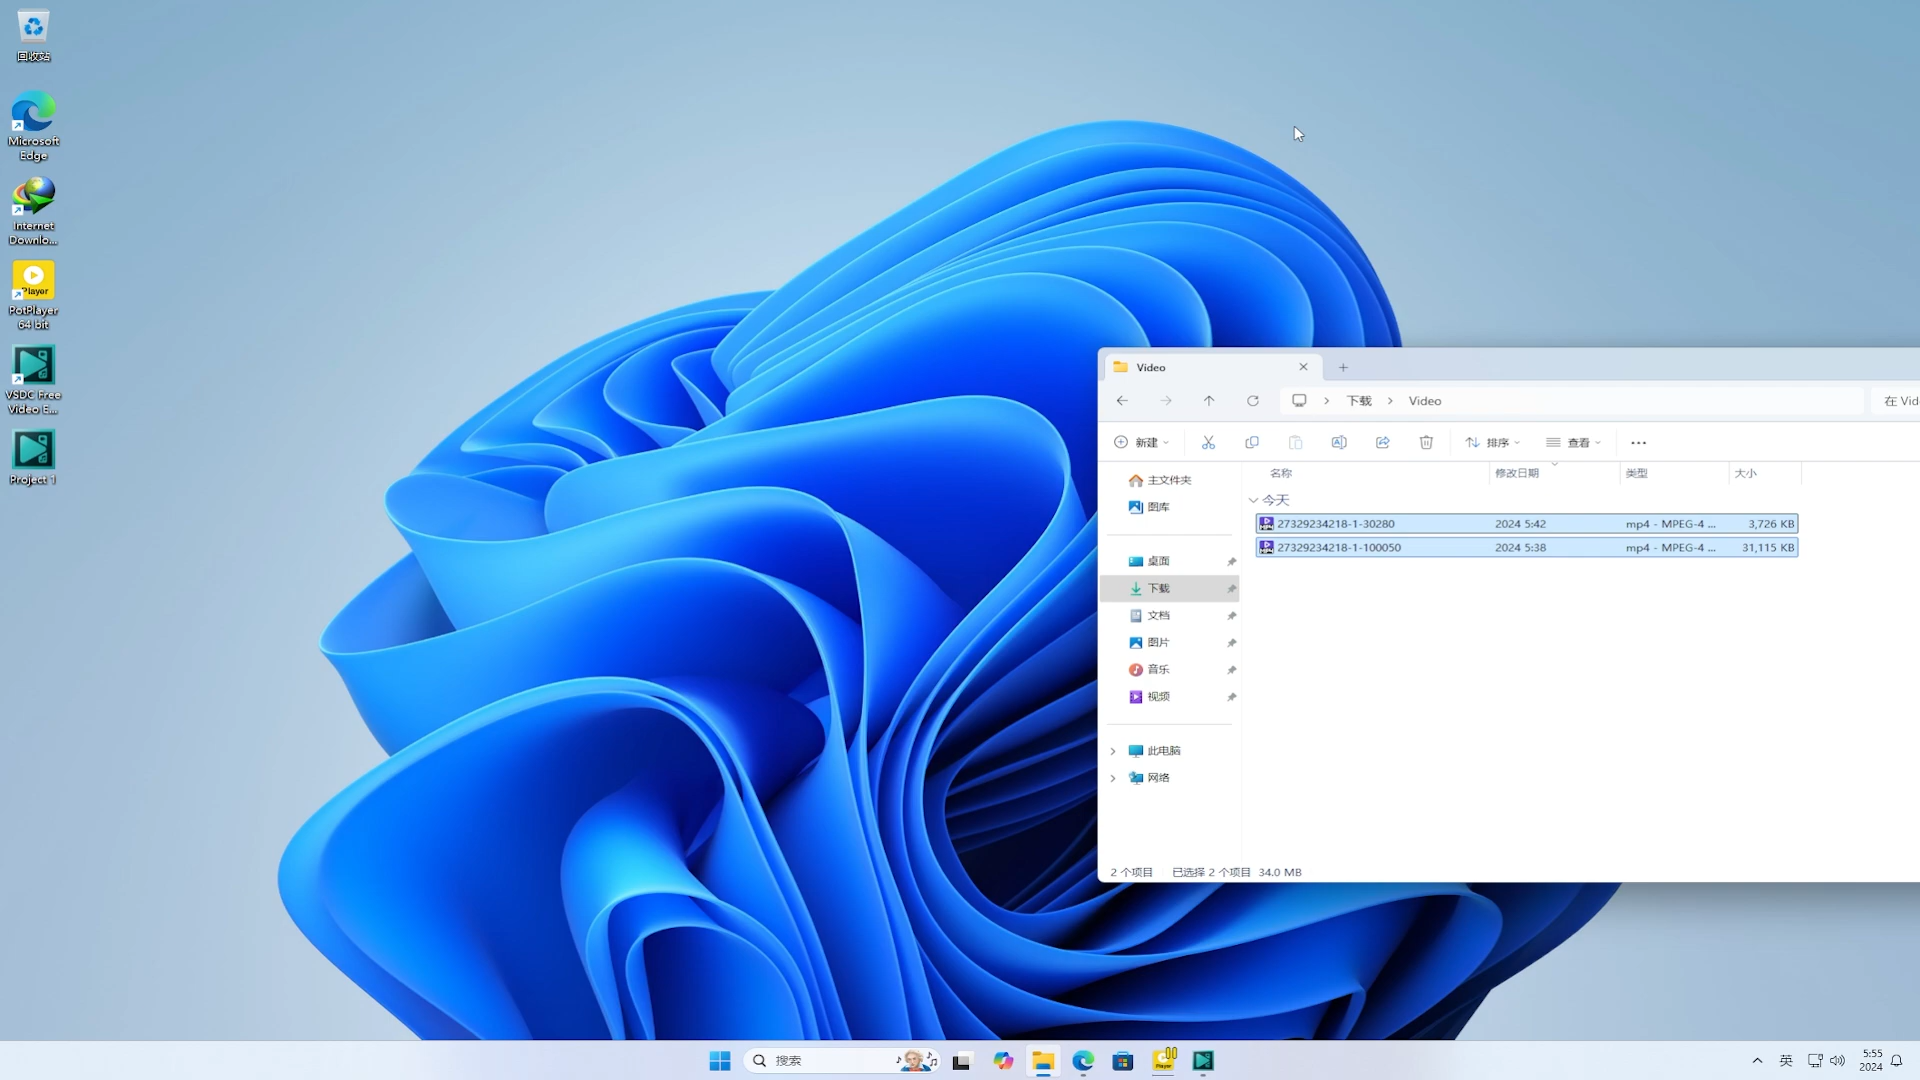 回收站
Microsoft
Edge
Internet
Downlo...
Player
PotPlayer
64 bit
VSDC Free
Video E...
Project 1
Video
下载
Video
在 Vid
新建
排序
查看
名称
修改日期
类型
大小
主文件夹
图库
今天
27329234218-1-30280 2024 5:42 mp4 - MPEG-4 ... 3,726 KB
27329234218-1-100050 2024 5:38 mp4 - MPEG-4 ... 31,115 KB
桌面
下载
文档
图片
音乐
视频
此电脑
网络
2 个项目 已选择 2 个项目 34.0 MB
搜索
Player
英
5:55
2024